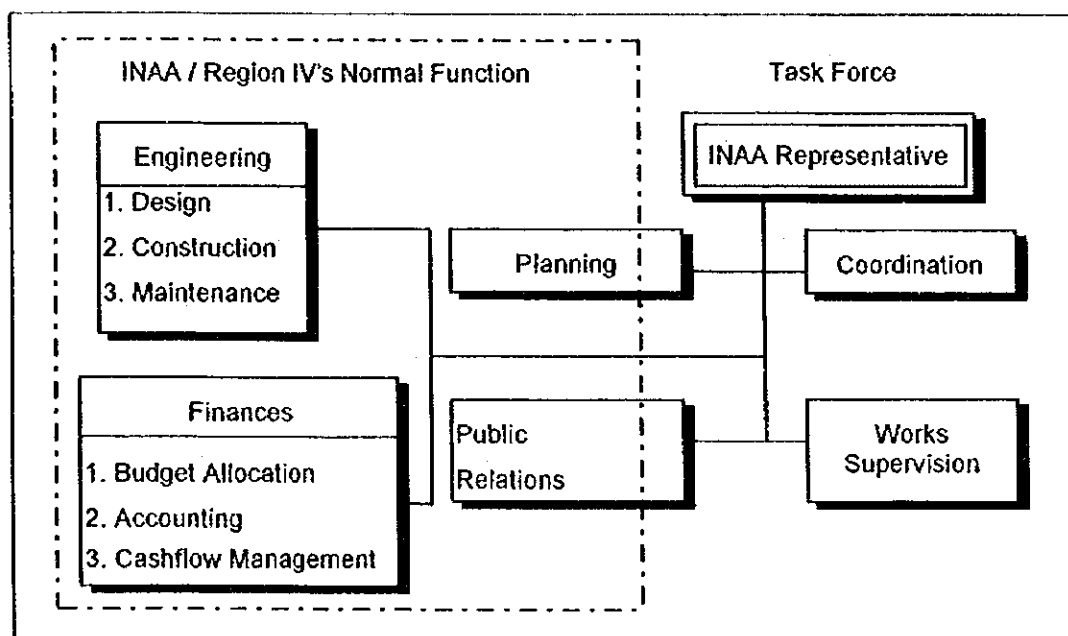 INAA / Region IV's Normal Function
Task Force
INAA Representative
Engineering
1. Design
2. Construction
3. Maintenance
Planning
Coordination
Finances
1. Budget Allocation
2. Accounting
3. Cashflow Management
Public
Relations
Works
Supervision